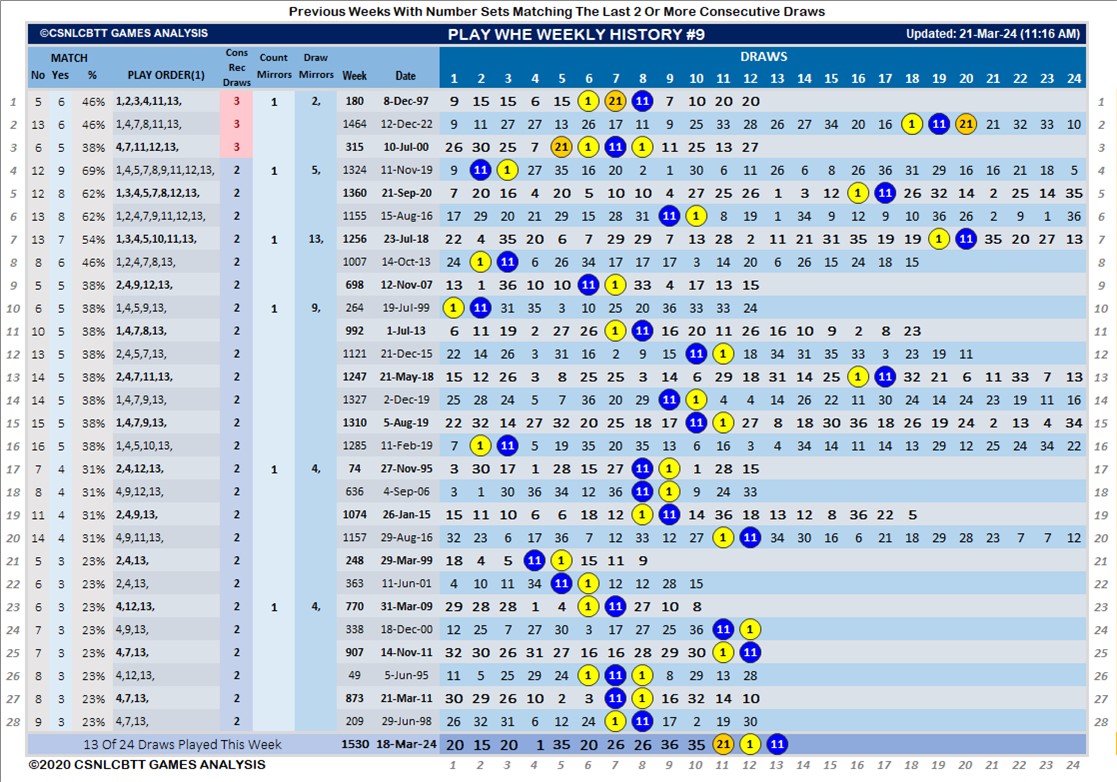 Previous Weeks With Number Sets Matching The Last 2 Or More Consecutive Draws
©CSNLCBTT GAMES ANALYSIS PLAY WHE WEEKLY HISTORY #9 Updated: 21-Mar-24 (11:16 AM)
MATCH Cons Rec Draws Count Mirrors Draw Mirrors DRAWS
No Yes % PLAY ORDER(1) Week Date 1 2 3 4 5 6 7 8 9 10 11 12 13 14 15 16 17 18 19 20 21 22 23 24
1 5 6 46% 1,2,3,4,11,13, 3 1 2, 180 8-Dec-97 9 15 15 6 15 1 21 11 7 10 20 20 1
2 13 6 46% 1,4,7,8,11,13, 3 1464 12-Dec-22 9 11 27 27 13 26 17 11 9 25 33 28 26 27 34 20 16 1 11 21 21 32 33 10 2
3 6 5 38% 4,7,11,12,13, 3 315 10-Jul-00 26 30 25 7 21 1 11 1 11 25 13 27 3
4 12 9 69% 1,4,5,7,8,9,11,12,13, 2 1 5, 1324 11-Nov-19 9 11 1 27 35 16 20 2 1 30 6 11 26 6 8 26 36 31 29 16 16 21 18 5 4
5 12 8 62% 1,3,4,5,7,8,12,13, 2 1360 21-Sep-20 7 20 16 4 20 5 10 10 4 27 25 26 1 3 12 1 11 26 32 14 2 25 14 35 5
6 13 8 62% 1,2,4,7,9,11,12,13, 2 1155 15-Aug-16 17 29 20 21 29 15 28 31 11 1 8 19 1 34 9 12 9 10 36 26 2 9 1 36 6
7 13 7 54% 1,3,4,5,10,11,13, 2 1 13, 1256 23-Jul-18 22 4 35 20 6 7 29 29 7 13 28 2 11 21 31 35 19 19 1 11 35 20 27 13 7
8 8 6 46% 1,2,4,7,8,13, 2 1007 14-Oct-13 24 1 11 6 26 34 17 17 17 3 14 20 6 26 15 24 18 15 8
9 5 5 38% 2,4,9,12,13, 2 698 12-Nov-07 13 1 36 10 10 11 1 33 4 17 13 15 9
10 6 5 38% 1,4,5,9,13, 2 1 9, 264 19-Jul-99 1 11 31 35 3 10 25 20 36 33 33 24 10
11 10 5 38% 1,4,7,8,13, 2 992 1-Jul-13 6 11 19 2 27 26 1 11 16 20 11 26 16 10 9 2 8 23 11
12 13 5 38% 2,4,5,7,13, 2 1121 21-Dec-15 22 14 26 3 31 16 2 9 15 11 1 18 34 31 35 33 3 23 19 11 12
13 14 5 38% 2,4,7,11,13, 2 1247 21-May-18 15 12 26 3 8 25 25 3 14 6 29 18 31 14 25 1 11 32 21 6 11 33 7 13 13
14 14 5 38% 1,4,7,9,13, 2 1327 2-Dec-19 25 28 24 5 7 36 20 29 11 1 4 4 14 26 22 11 30 24 14 24 23 19 11 16 14
15 15 5 38% 1,4,7,9,13, 2 1310 5-Aug-19 22 32 14 27 32 20 25 18 17 11 1 27 8 18 30 36 18 26 19 24 2 13 4 34 15
16 16 5 38% 1,4,5,10,13, 2 1285 11-Feb-19 7 1 11 5 19 35 20 35 13 6 16 3 4 34 14 11 14 13 29 12 25 24 34 22 16
17 7 4 31% 2,4,12,13, 2 1 4, 74 27-Nov-95 3 30 17 1 28 15 27 11 1 1 28 15 17
18 8 4 31% 4,9,12,13, 2 636 4-Sep-06 3 1 30 36 34 12 36 11 1 9 24 33 18
19 11 4 31% 2,4,9,13, 2 1074 26-Jan-15 15 11 10 6 6 18 12 1 11 14 36 18 13 12 8 36 22 5 19
20 14 4 31% 4,9,11,13, 2 1157 29-Aug-16 32 23 6 17 36 7 12 33 12 27 1 11 34 30 16 6 21 18 29 28 23 7 7 12 20
21 5 3 23% 2,4,13, 2 248 29-Mar-99 18 4 5 11 1 15 11 9 21
22 6 3 23% 2,4,13, 2 363 11-Jun-01 4 10 11 34 11 1 12 12 28 15 22
23 6 3 23% 4,12,13, 2 1 4, 770 31-Mar-09 29 28 28 1 4 1 11 27 10 8 23
24 7 3 23% 4,9,13, 2 338 18-Dec-00 12 25 7 27 30 3 17 27 25 36 11 1 24
25 7 3 23% 4,7,13, 2 907 14-Nov-11 32 30 26 31 27 16 16 28 29 30 1 11 25
26 8 3 23% 4,12,13, 2 49 5-Jun-95 11 5 25 29 24 1 11 1 8 29 13 28 26
27 8 3 23% 4,7,13, 2 873 21-Mar-11 30 29 26 10 2 3 11 1 16 32 14 10 27
28 9 3 23% 4,7,13, 2 209 29-Jun-98 26 32 31 6 12 24 1 11 17 2 19 30 28
13 Of 24 Draws Played This Week 1530 18-Mar-24 20 15 20 1 35 20 26 26 36 35 21 1 11
©2020 CSNLCBTT GAMES ANALYSIS 1 2 3 4 5 6 7 8 9 10 11 12 13 14 15 16 17 18 19 20 21 22 23 24